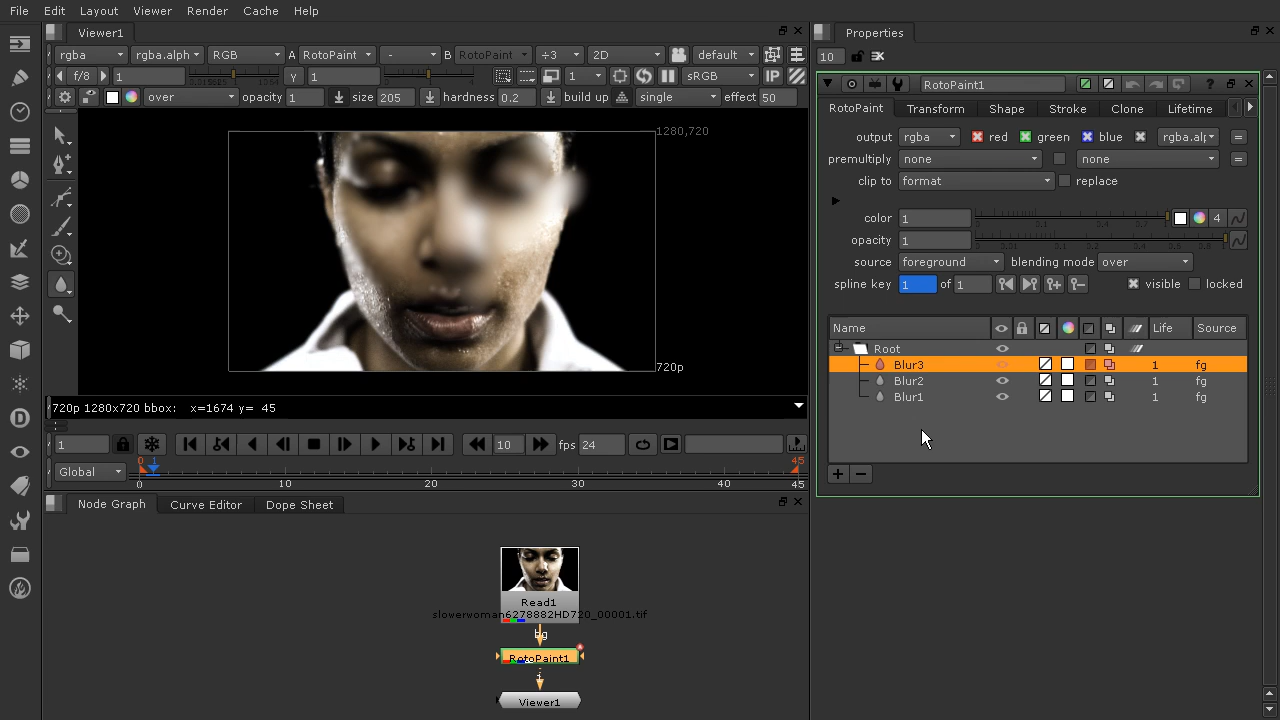 File Edit Layout Viewer Render Cache Help
Viewer1
Properties
rgba rgba.alph RGB A RotoPaint - B RotoPaint ÷3 2D default
10
f/8 1 y 1 1 sRGB IP
RotoPaint1 ?
over opacity 1 size 205 hardness 0.2 build up single effect 50
RotoPaint Transform Shape Stroke Clone Lifetime
1280,720
output rgba red green blue rgba.alp =
premultiply none none =
clip to format replace
color 1 4
opacity 1
source foreground blending mode over
spline key 1 of 1 visible locked
Name Life Source
Root
Blur3 1 fg
Blur2 1 fg
Blur1 1 fg
720p
720p 1280x720 bbox: x=1674 y= 45
1 10 fps 24
Global 0 1 45
0 10 20 30 40 45
+ −
Node Graph Curve Editor Dope Sheet
Read1
slowerwoman6278882HD720_00001.tif
bg
RotoPaint1
Viewer1